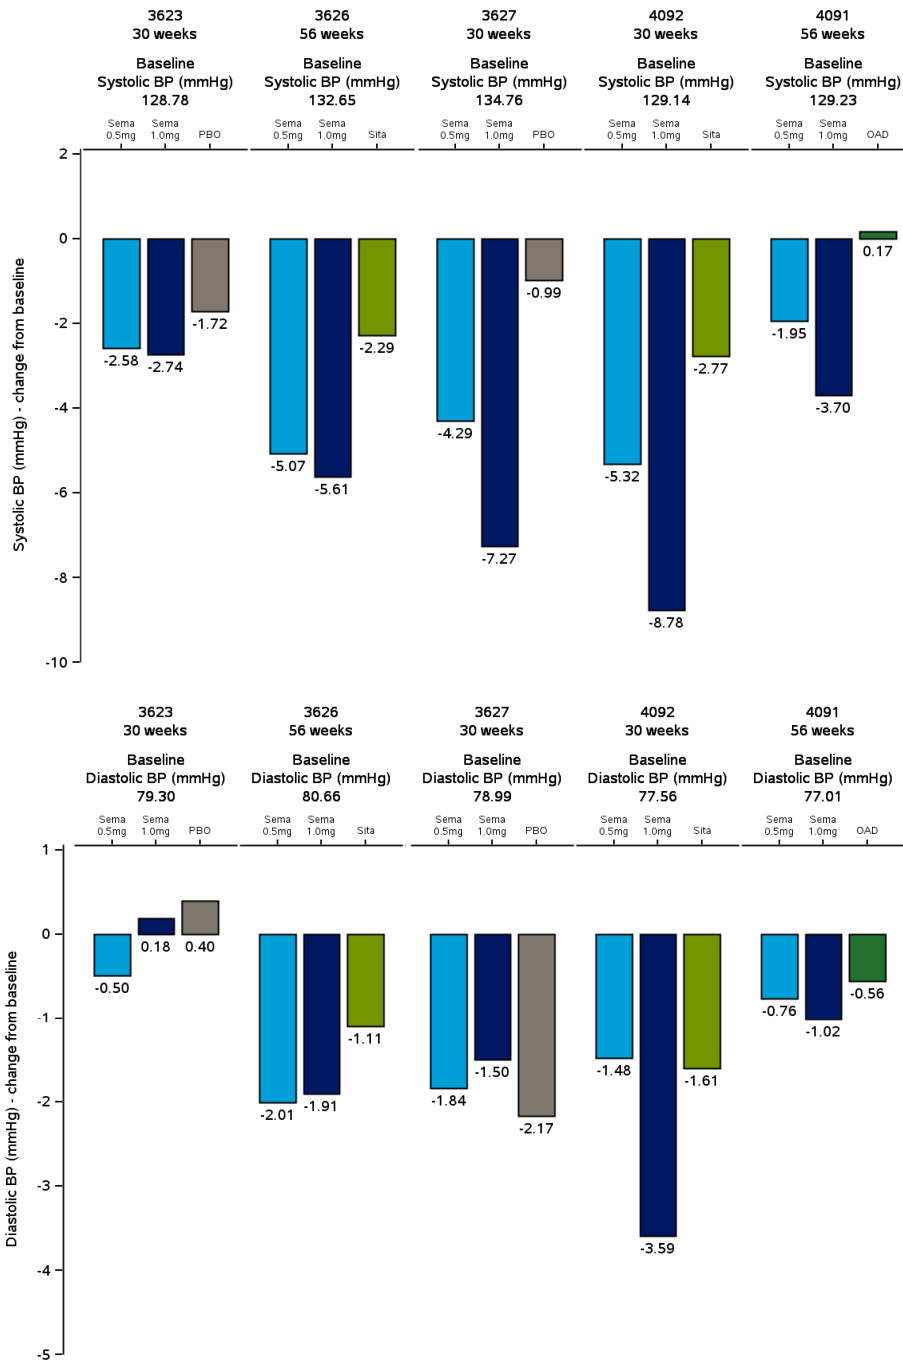 3623 3626 3627 4092 4091
30 weeks 56 weeks 30 weeks 30 weeks 56 weeks
Baseline Baseline Baseline Baseline Baseline
Systolic BP (mmHg) Systolic BP (mmHg) Systolic BP (mmHg) Systolic BP (mmHg) Systolic BP (mmHg)
128.78 132.65 134.76 129.14 129.23
Sema Sema Sema Sema Sema Sema Sema Sema Sema Sema
0.5mg 1.0mg PBO 0.5mg 1.0mg Sita 0.5mg 1.0mg PBO 0.5mg 1.0mg Sita 0.5mg 1.0mg OAD
2
0
0.17
-0.99
-2
-1.72 -1.95
-2.29
-2.58 -2.74 -2.77
-3.70
-4
-4.29
-5.07 -5.32
-5.61
-6
-7.27
-8
-8.78
-10
Systolic BP (mmHg) - change from baseline
3623 3626 3627 4092 4091
30 weeks 56 weeks 30 weeks 30 weeks 56 weeks
Baseline Baseline Baseline Baseline Baseline
Diastolic BP (mmHg) Diastolic BP (mmHg) Diastolic BP (mmHg) Diastolic BP (mmHg) Diastolic BP (mmHg)
79.30 80.66 78.99 77.56 77.01
Sema Sema Sema Sema Sema Sema Sema Sema Sema Sema
0.5mg 1.0mg PBO 0.5mg 1.0mg Sita 0.5mg 1.0mg PBO 0.5mg 1.0mg Sita 0.5mg 1.0mg OAD
1
0
0.18 0.40
-0.50 -0.56
-0.76
-1
-1.02
-1.11
-1.50 -1.48 -1.61
-1.84
-2
-2.01 -1.91
-2.17
-3
-3.59
-4
-5
Diastolic BP (mmHg) - change from baseline